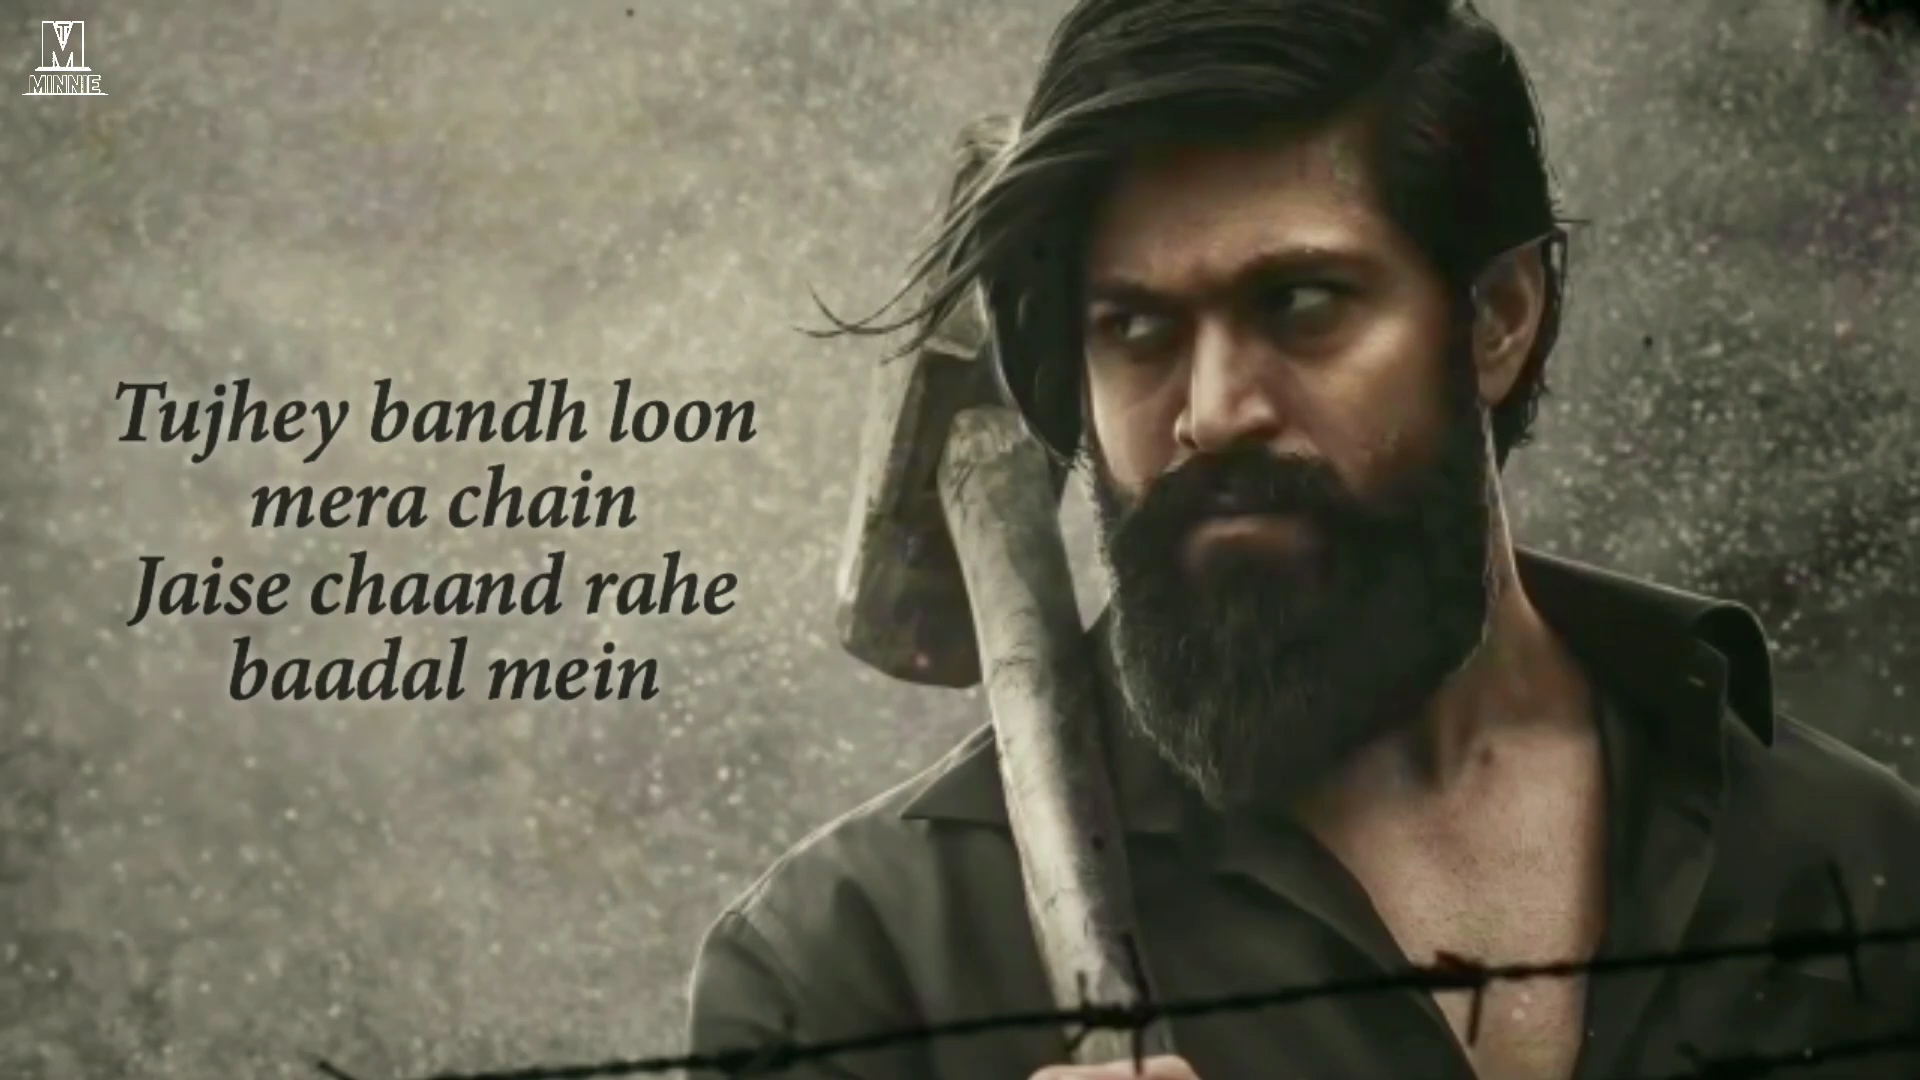 MINNIE
Tujhey bandh loon
mera chain
Jaise chaand rahe
baadal mein